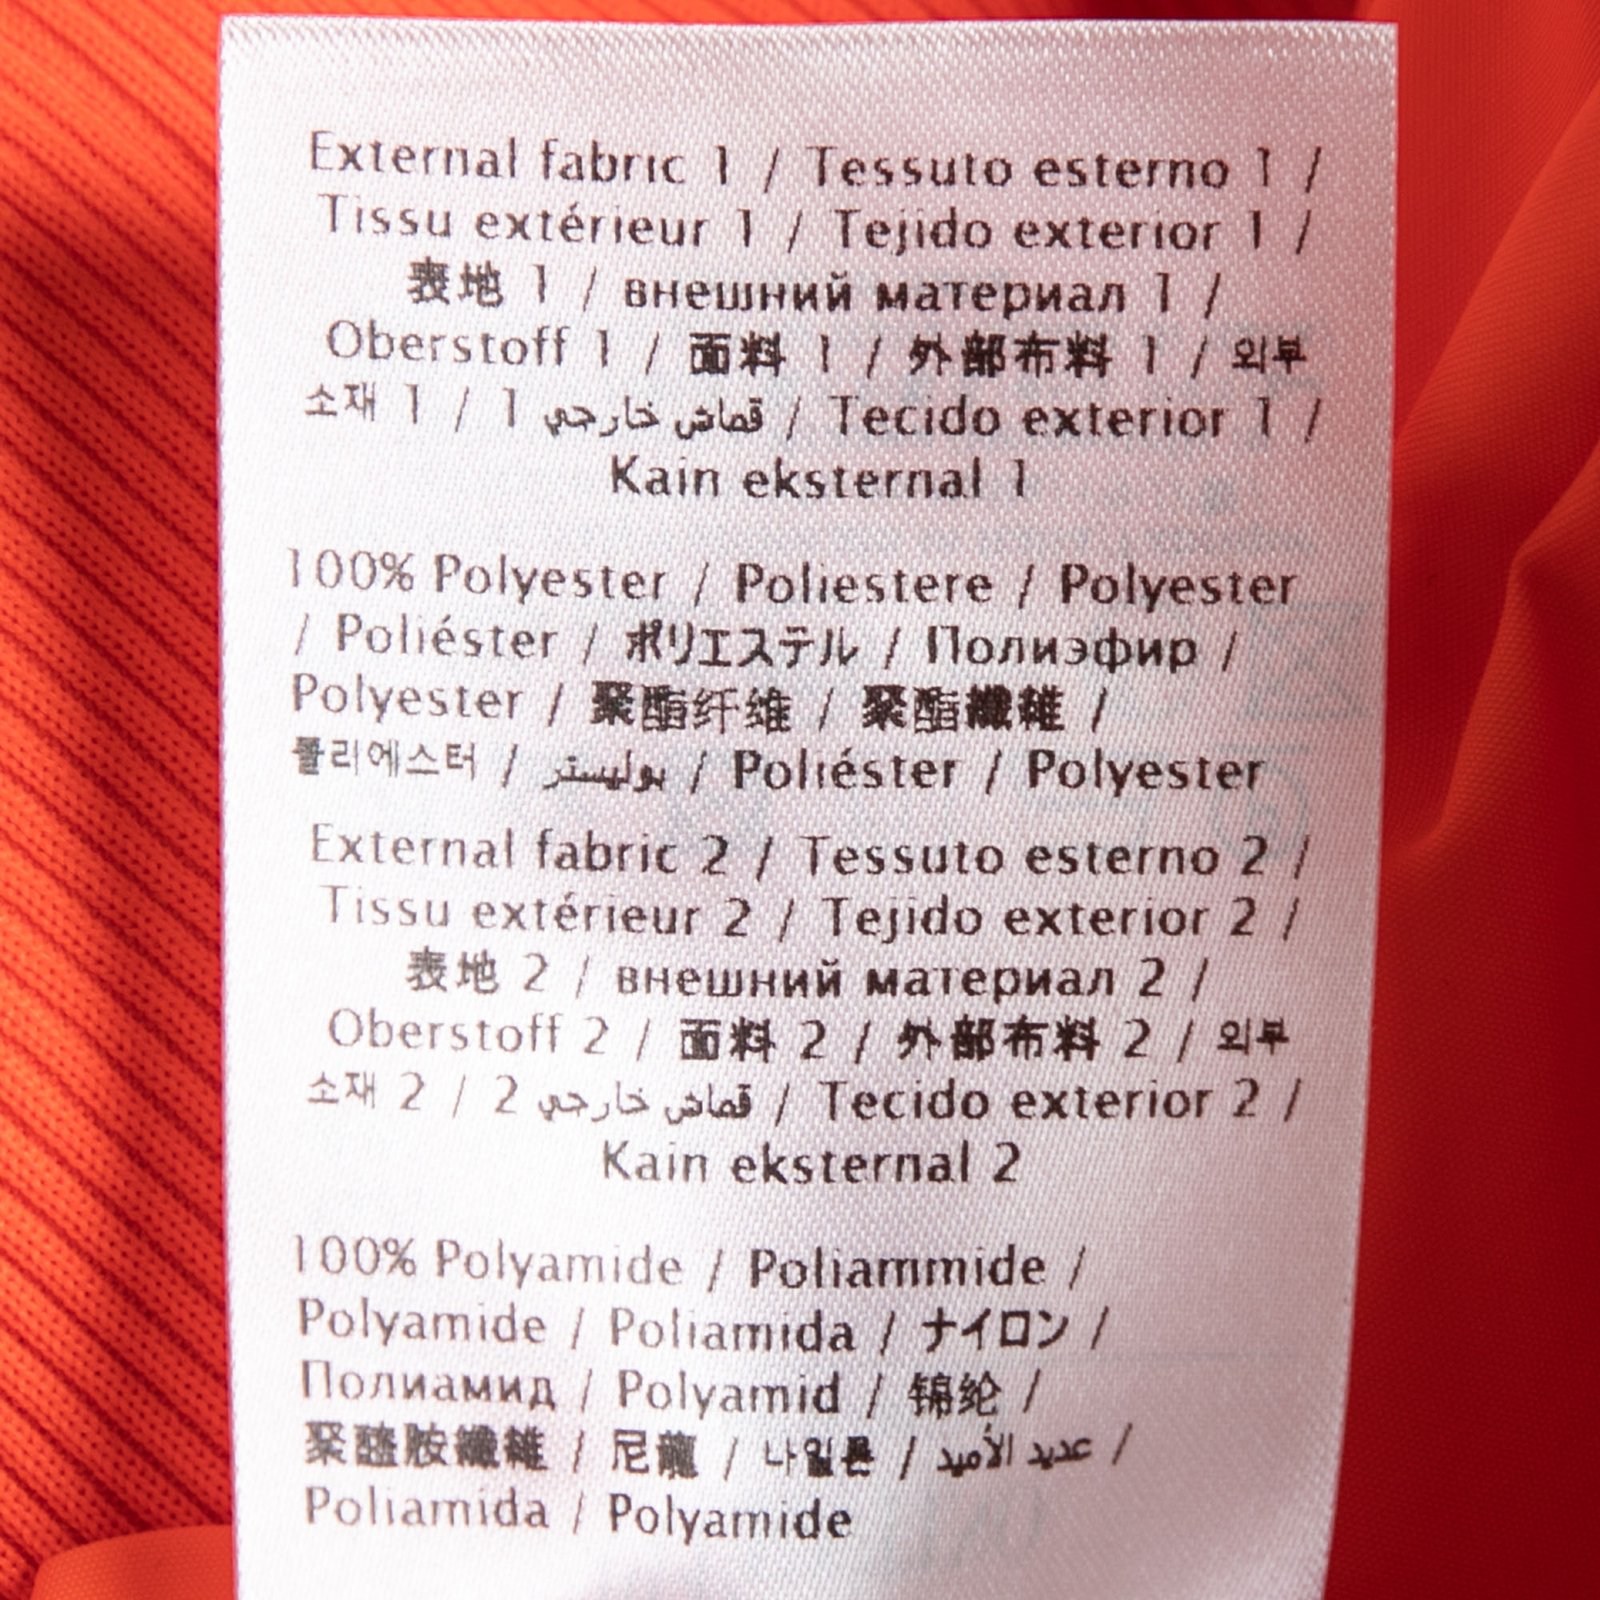 External fabric 1 / Tessuto esterno 1 /
Tissu extérieur 1 / Tejido exterior 1 /
表地 1 / внешний материал 1 /
Oberstoff 1 / 面料 1 / 外部布料 1 / 외부
소재 1 / 1 قماش خارجي / Tecido exterior 1 /
Kain eksternal 1
100% Polyester / Poliestere / Polyester
/ Poliéster / ポリエステル / Полиэфир /
Polyester / 聚酯纤维 / 聚酯纖維 /
폴리에스터 / بوليستر / Poliéster / Polyester
External fabric 2 / Tessuto esterno 2 /
Tissu extérieur 2 / Tejido exterior 2 /
表地 2 / внешний материал 2 /
Oberstoff 2 / 面料 2 / 外部布料 2 / 외부
소재 2 / 2 قماش خارجي / Tecido exterior 2 /
Kain eksternal 2
100% Polyamide / Poliammide /
Polyamide / Poliamida / ナイロン /
Полиамид / Polyamid / 锦纶 /
聚醯胺纖維 / 尼龍 / 나일론 / عديد الأميد /
Poliamida / Polyamide